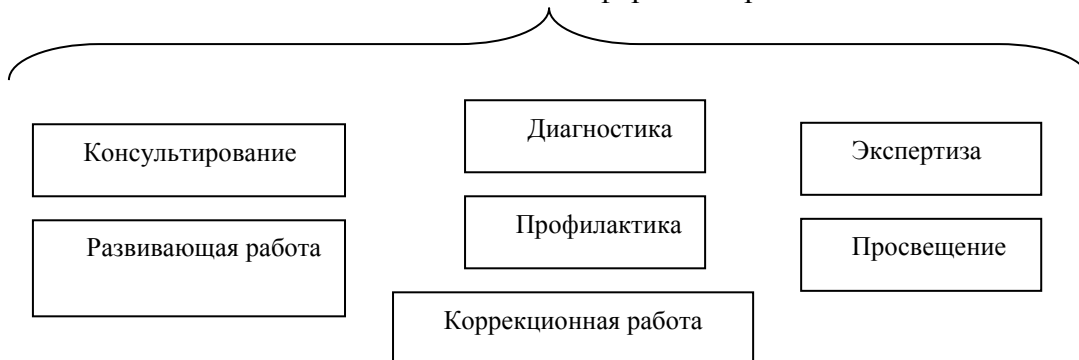 Консультирование
Диагностика
Экспертиза
Развивающая работа
Профилактика
Просвещение
Коррекционная работа